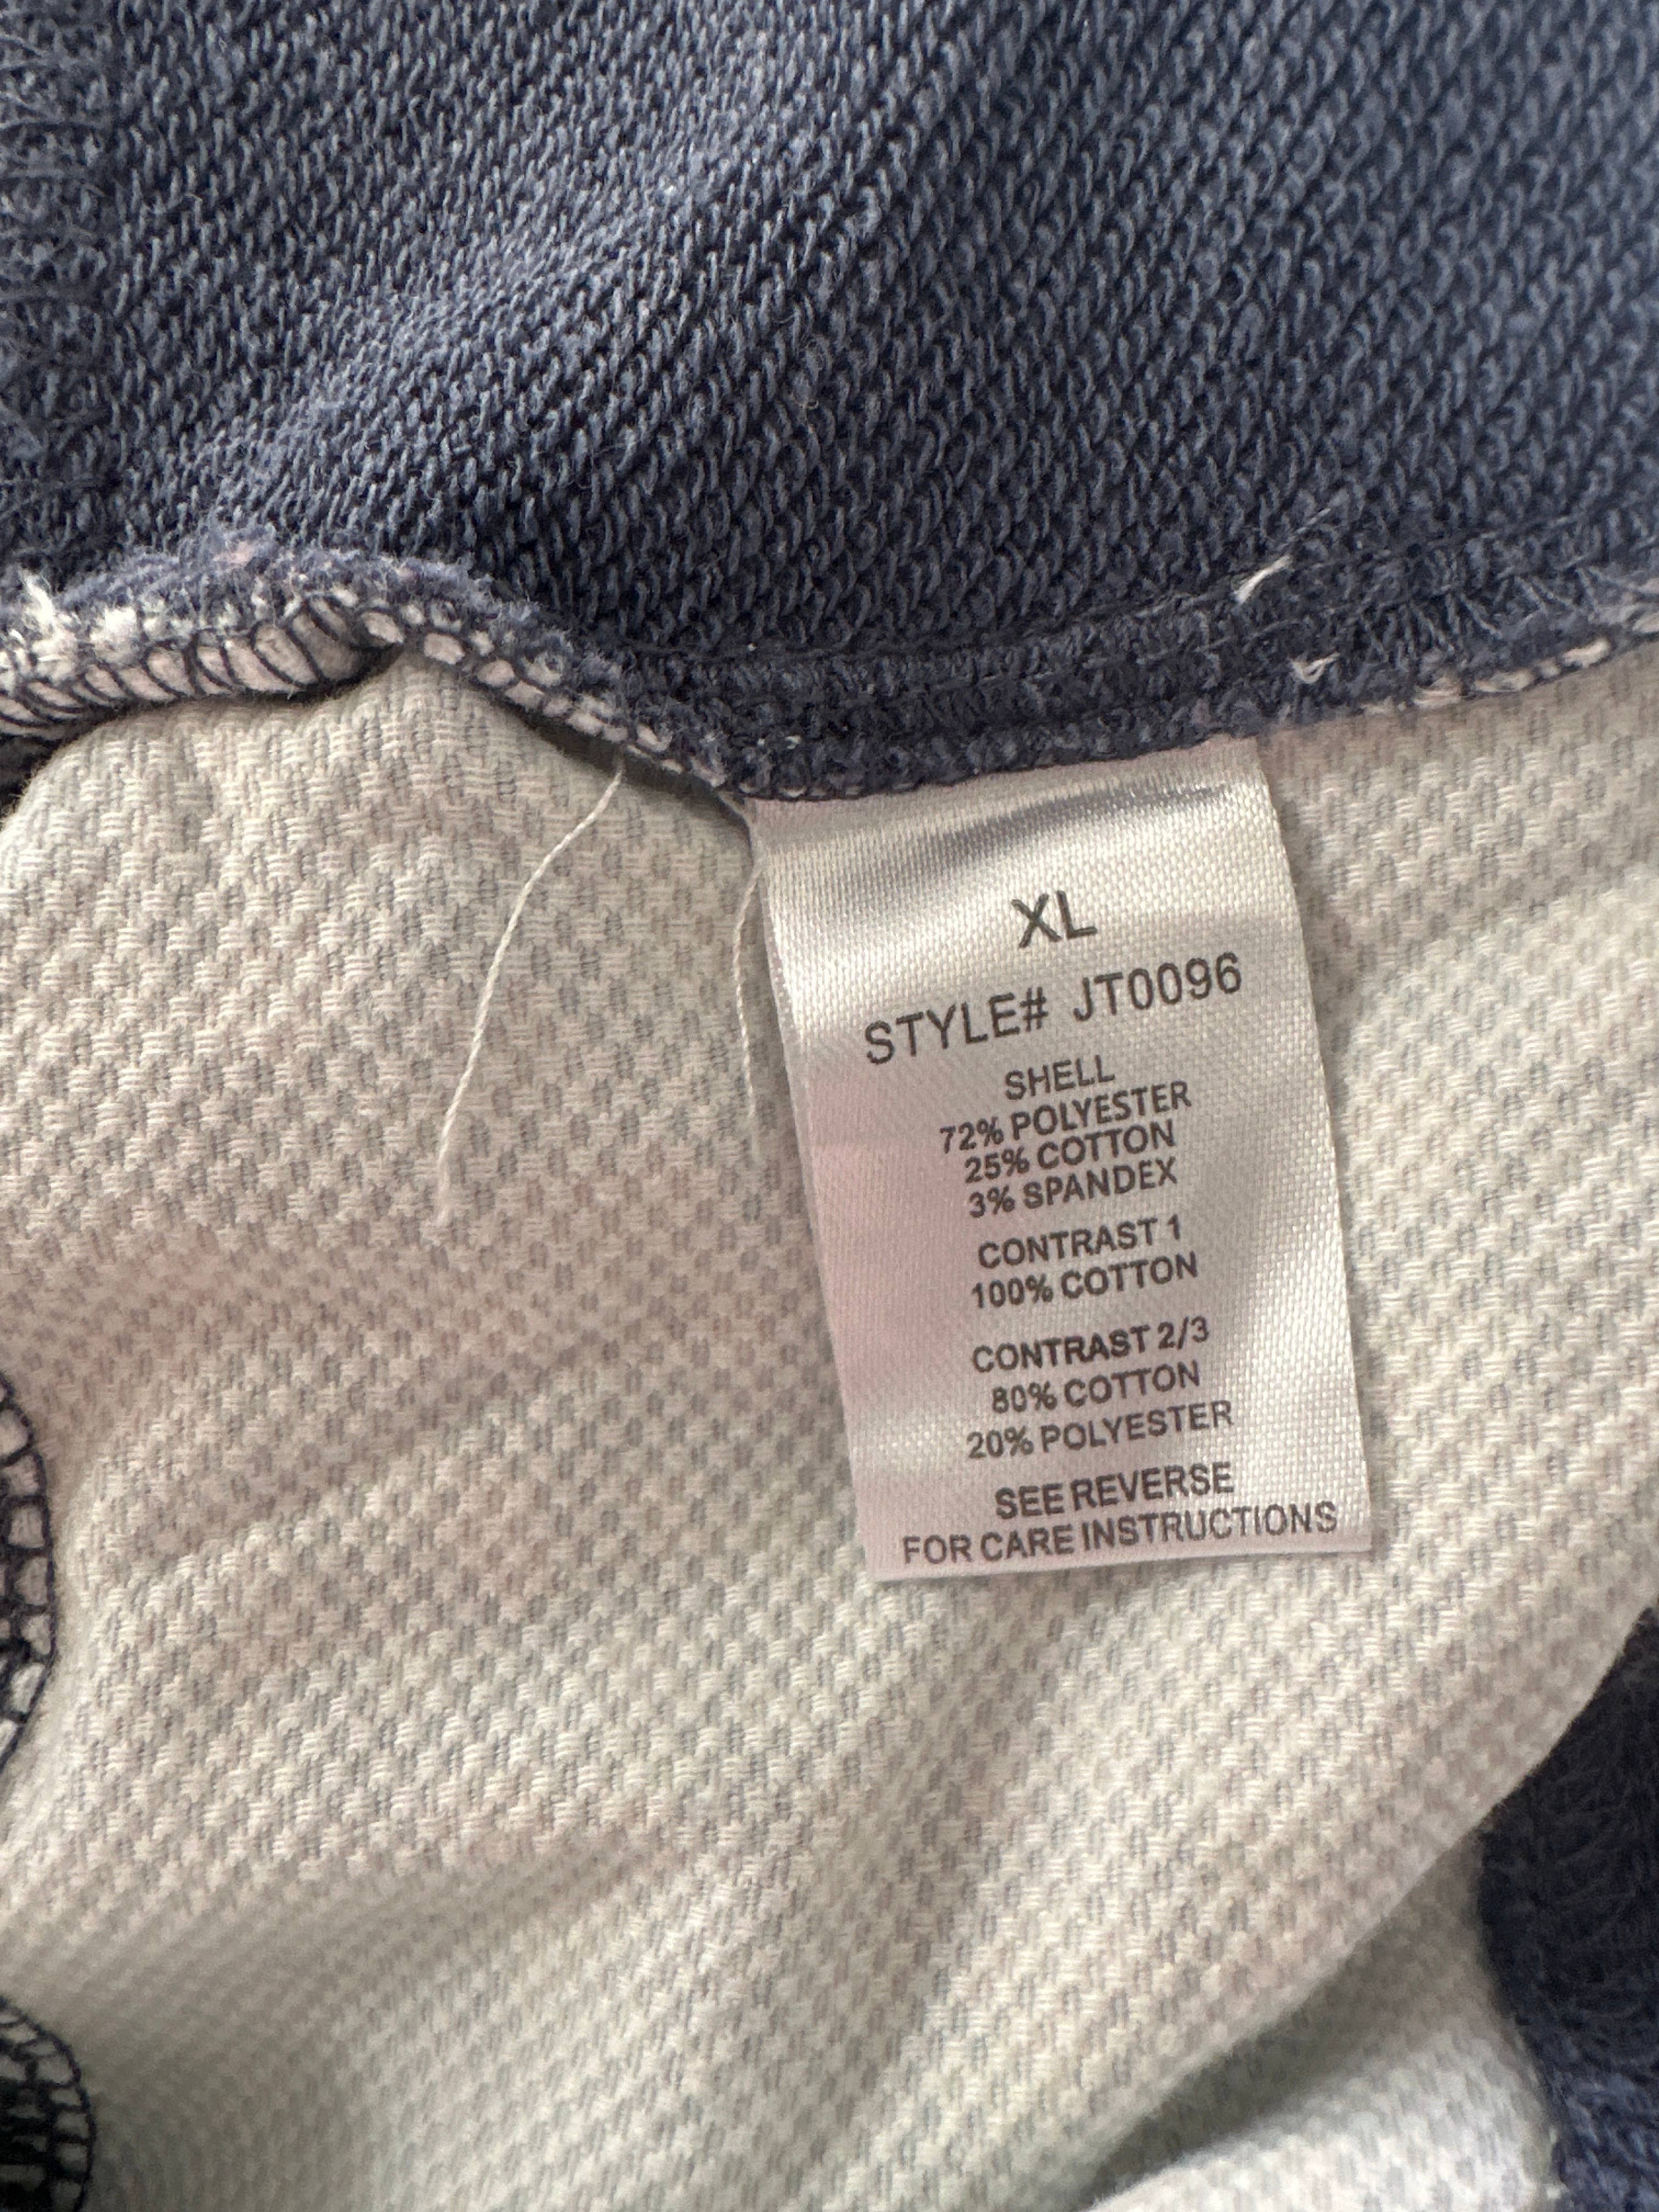 XL
STYLE# JT0096
SHELL
72% POLYESTER
25% COTTON
3% SPANDEX
CONTRAST 1
100% COTTON
CONTRAST 2/3
80% COTTON
20% POLYESTER
SEE REVERSE
FOR CARE INSTRUCTIONS